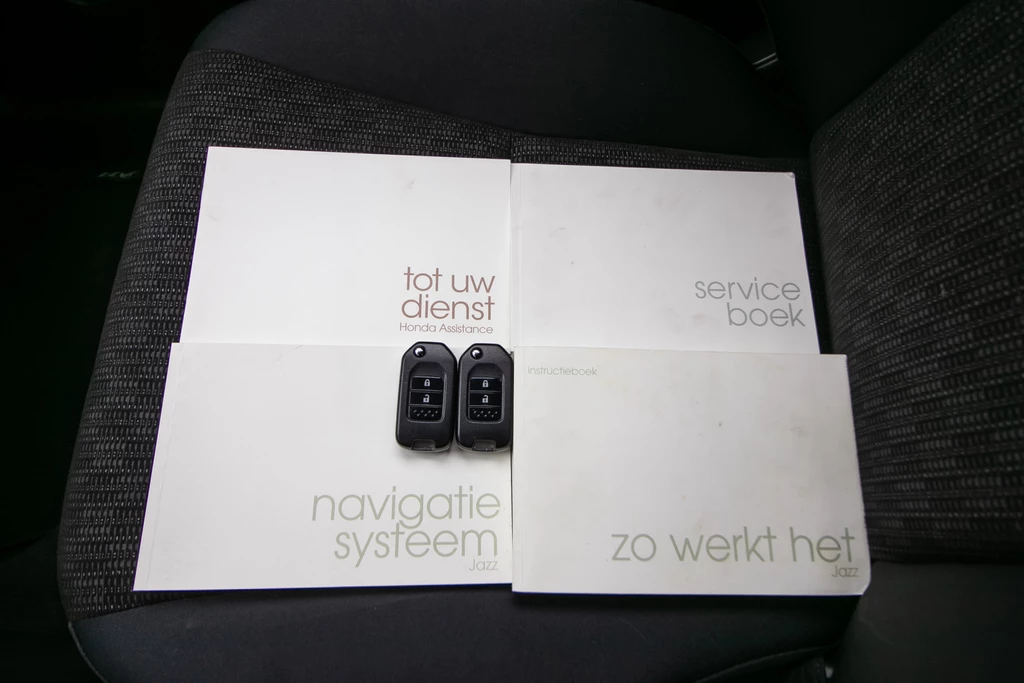 tot uw
dienst
Honda Assistance
service
boek
navigatie
systeem
Jazz
instructieboek
zo werkt het
Jazz